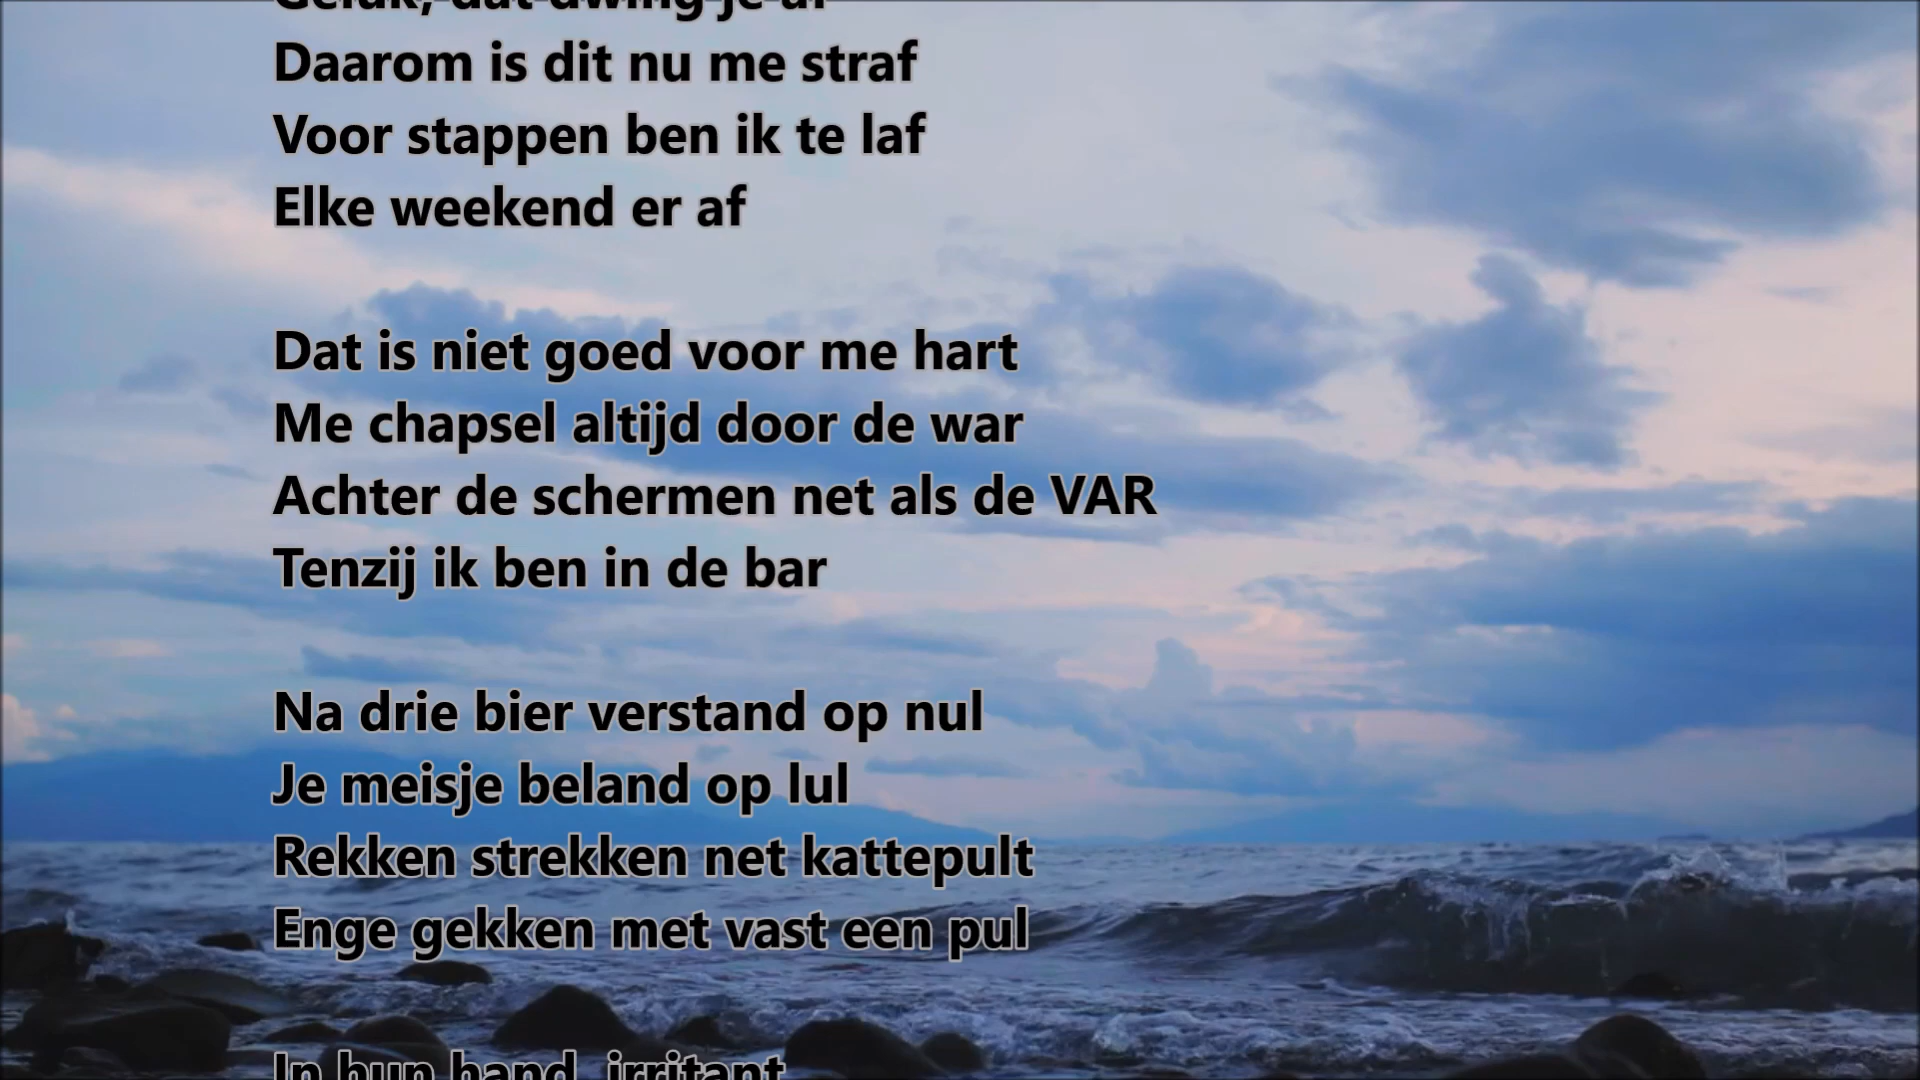 Geluk, dat dwing je af
Daarom is dit nu me straf
Voor stappen ben ik te laf
Elke weekend er af
Dat is niet goed voor me hart
Me chapsel altijd door de war
Achter de schermen net als de VAR
Tenzij ik ben in de bar
Na drie bier verstand op nul
Je meisje beland op lul
Rekken strekken net kattepult
Enge gekken met vast een pul
In hun hand, irritant